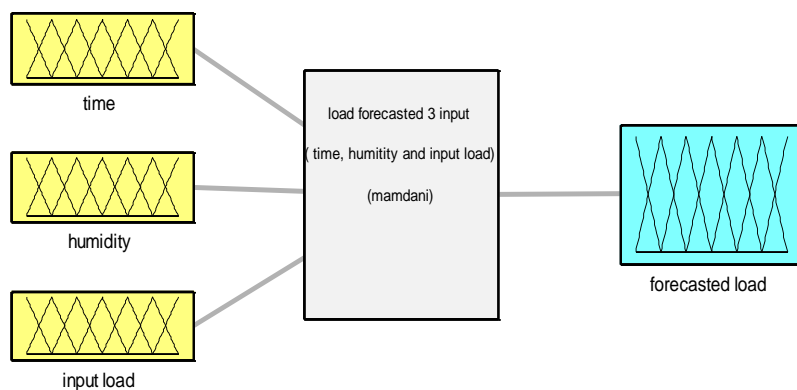 time
humidity
input load
load forecasted 3 input
( time, humitity and input load)
(mamdani)
forecasted load